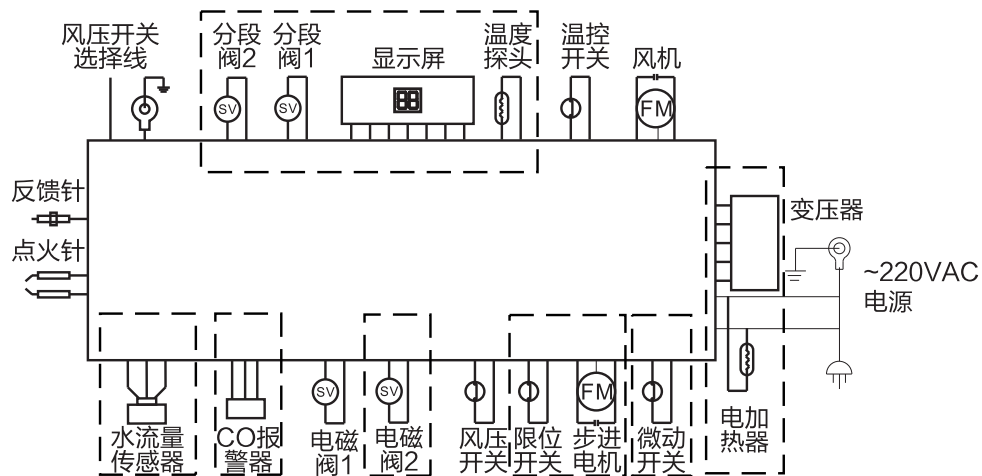 风压开关
选择线
分段
阀2
分段
阀1
显示屏
温度
探头
温控
开关
风机
SV
SV
88
FM
反馈针
点火针
变压器
~220VAC
电源
SV
SV
FM
水流量
传感器
CO报
警器
电磁
阀1
电磁
阀2
风压
开关
限位
开关
步进
电机
微动
开关
电加
热器